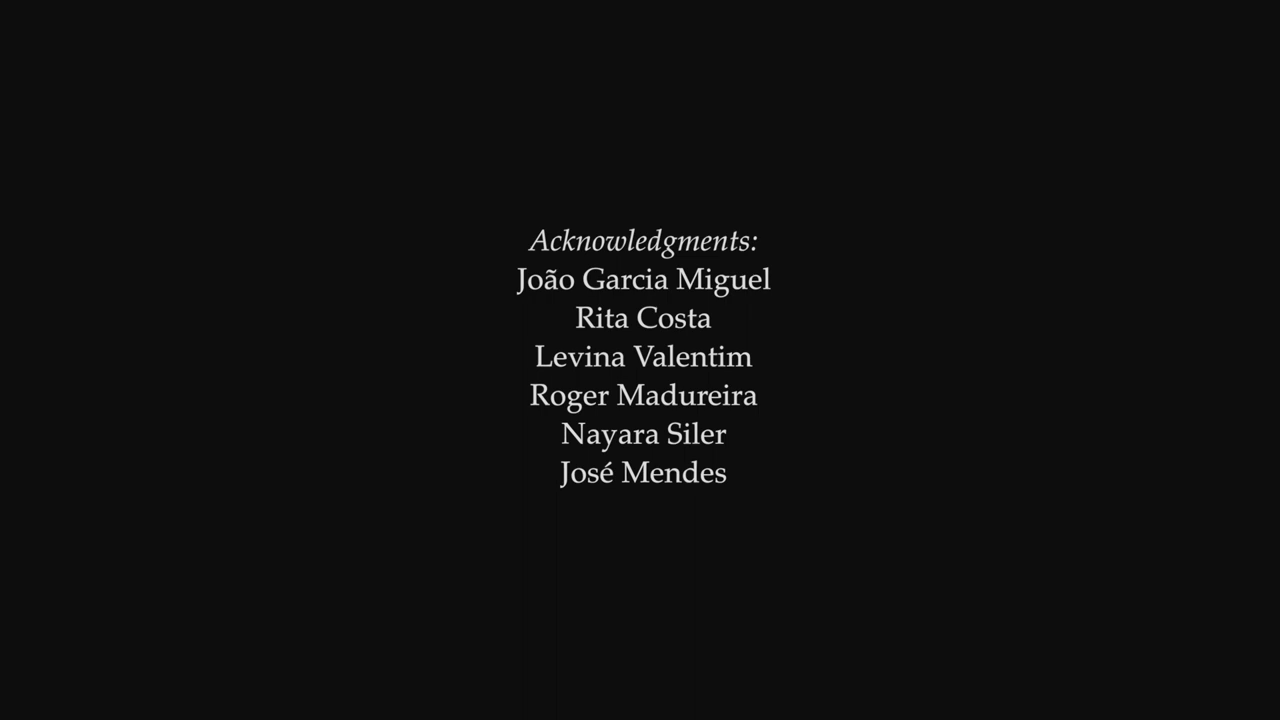 Acknowledgments:
João Garcia Miguel
Rita Costa
Levina Valentim
Roger Madureira
Nayara Siler
José Mendes